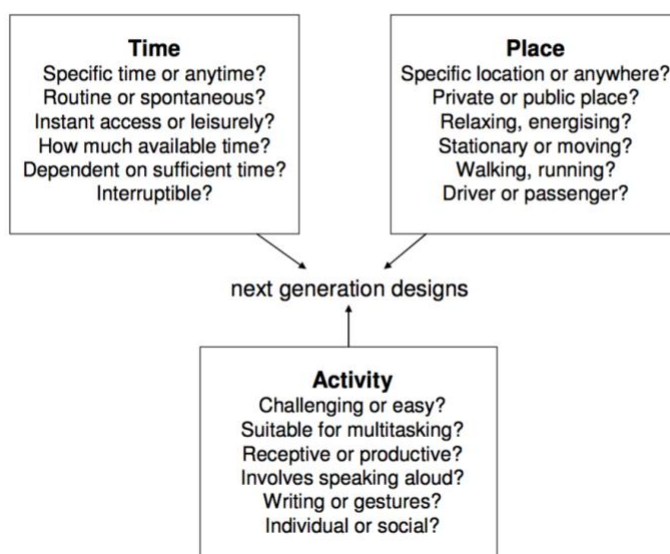 Time
Specific time or anytime?
Routine or spontaneous?
Instant access or leisurely?
How much available time?
Dependent on sufficient time?
Interruptible?
Place
Specific location or anywhere?
Private or public place?
Relaxing, energising?
Stationary or moving?
Walking, running?
Driver or passenger?
next generation designs
Activity
Challenging or easy?
Suitable for multitasking?
Receptive or productive?
Involves speaking aloud?
Writing or gestures?
Individual or social?